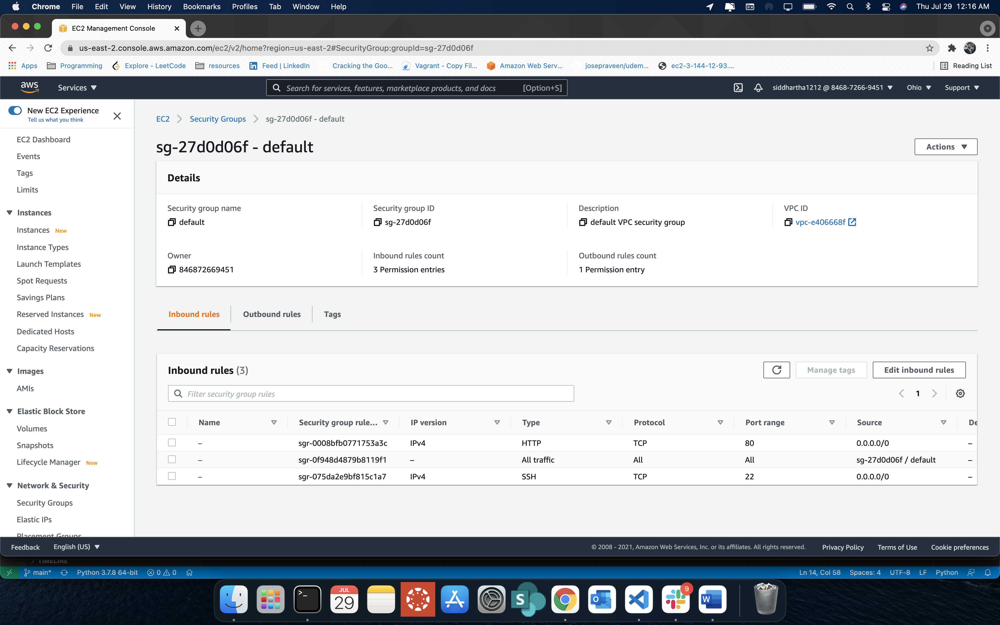 Chrome File Edit View History Bookmarks Profiles Tab Window Help Thu Jul 29 12:16 AM
EC2 Management Console
us-east-2.console.aws.amazon.com/ec2/v2/home?region=us-east-2#SecurityGroup:groupId=sg-27d0d06f
Apps Programming Explore - LeetCode resources Feed | LinkedIn Cracking the Goo... Vagrant - Copy Fil... Amazon Web Serv... josepraveen/udem... ec2-3-144-12-93.... Reading List
aws Services Search for services, features, marketplace products, and docs [Option+S] siddhartha1212 @ 8468-7266-9451 Ohio Support
New EC2 Experience
Tell us what you think
EC2 Dashboard
Events
Tags
Limits
Instances
Instances New
Instance Types
Launch Templates
Spot Requests
Savings Plans
Reserved Instances New
Dedicated Hosts
Capacity Reservations
Images
AMIs
Elastic Block Store
Volumes
Snapshots
Lifecycle Manager New
Network & Security
Security Groups
Elastic IPs
Placement Groups
EC2 Security Groups sg-27d0d06f - default
sg-27d0d06f - default
Actions
Details
Security group name Security group ID Description VPC ID
default sg-27d0d06f default VPC security group vpc-e406668f
Owner Inbound rules count Outbound rules count
846872669451 3 Permission entries 1 Permission entry
Inbound rules Outbound rules Tags
Inbound rules (3) Manage tags Edit inbound rules
Filter security group rules 1
Name Security group rule... IP version Type Protocol Port range Source De
– sgr-0008bfb0771753a3c IPv4 HTTP TCP 80 0.0.0.0/0 –
– sgr-0f948d4879b8119f1 – All traffic All All sg-27d0d06f / default –
– sgr-075da2e9bf815c1a7 IPv4 SSH TCP 22 0.0.0.0/0 –
Feedback English (US) © 2008 - 2021, Amazon Web Services, Inc. or its affiliates. All rights reserved. Privacy Policy Terms of Use Cookie preferences
TIMELINE
main* Python 3.7.8 64-bit 0 0 Ln 14, Col 58 Spaces: 4 UTF-8 LF Python
JUL
29
9